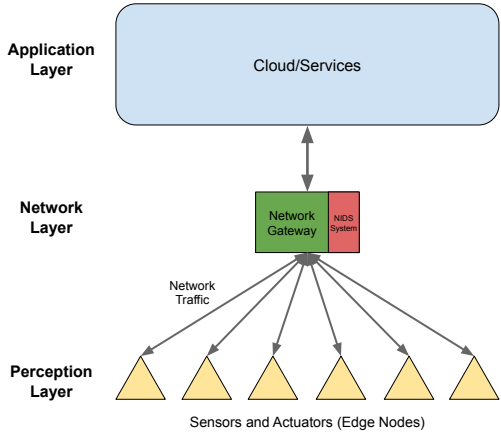 Application
Layer
Cloud/Services
Network
Layer
Network
Gateway
NIDS
System
Network
Traffic
Perception
Layer
Sensors and Actuators (Edge Nodes)